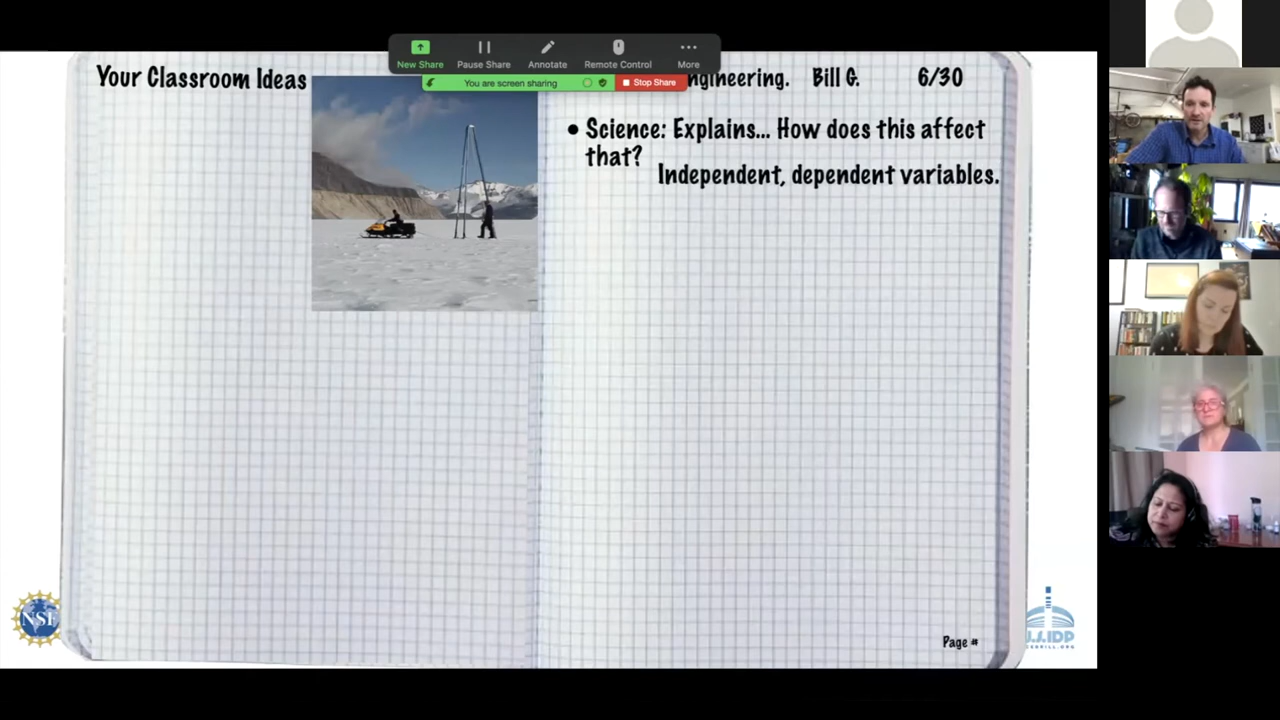 New Share
Pause Share
Annotate
Remote Control
More
You are screen sharing
Stop Share
Your Classroom Ideas
Bill G.
6/30
• Science: Explains... How does this affect
that?
Independent, dependent variables.
NSF
Page #